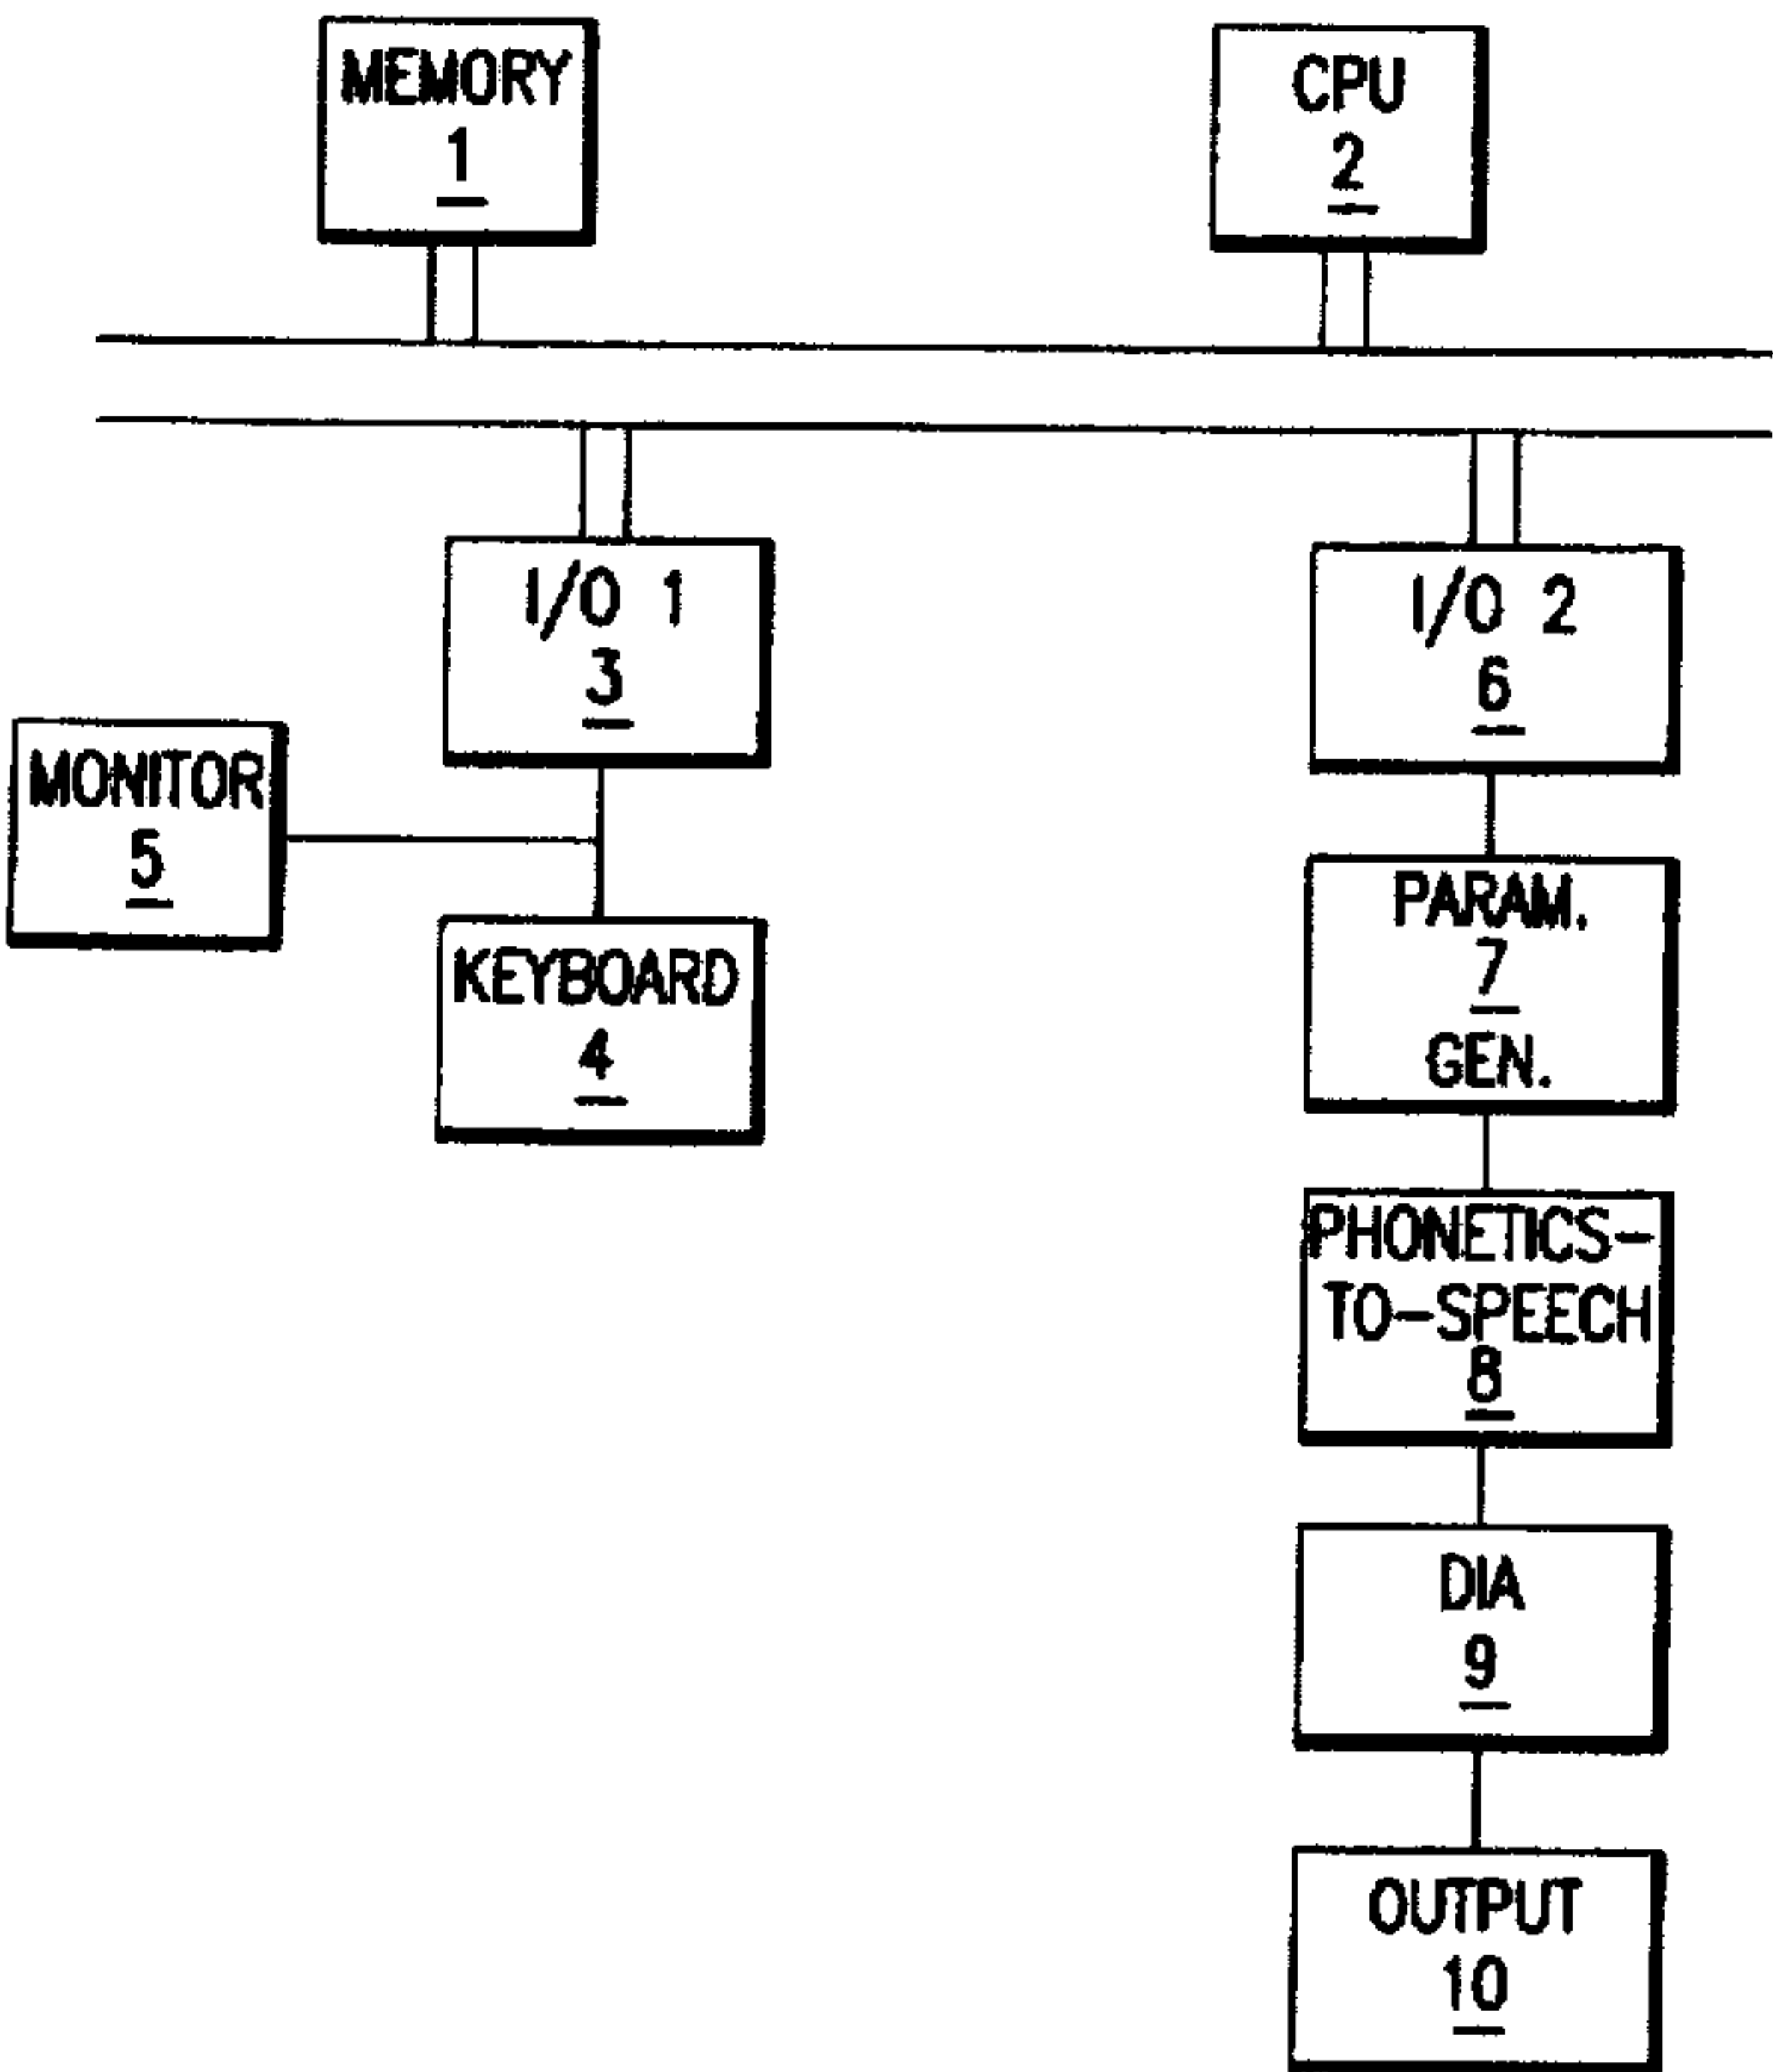 MEMORY
1
CPU
2
I/O 1
3
I/O 2
6
MONITOR
5
KEYBOARD
4
PARAM.
7
GEN.
PHONETICS-
TO-SPEECH
8
DIA
9
OUTPUT
10